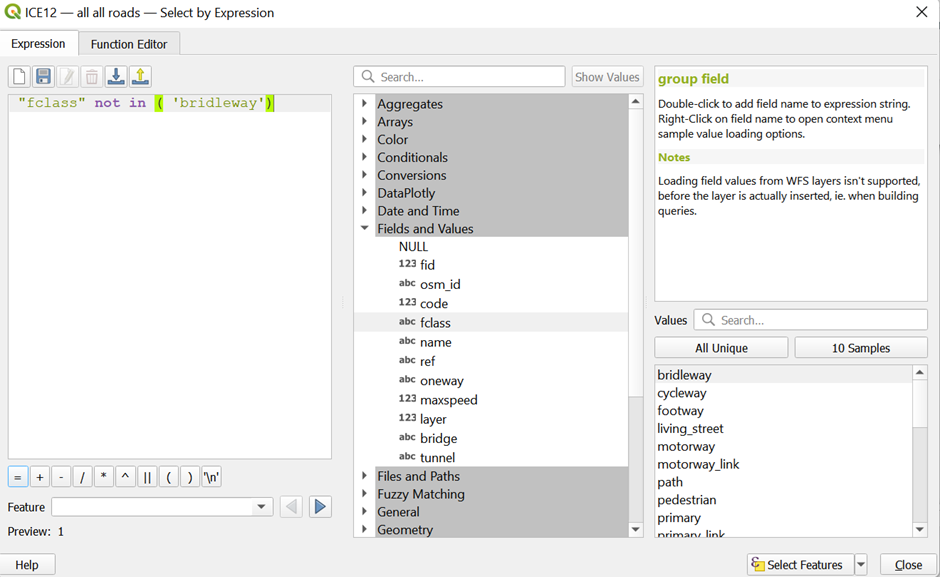 ICE12 — all all roads — Select by Expression
Expression
Function Editor
"fclass" not in ( 'bridleway')
Search...
Show Values
Aggregates
Arrays
Color
Conditionals
Conversions
DataPlotly
Date and Time
Fields and Values
NULL
123 fid
abc osm_id
123 code
abc fclass
abc name
abc ref
abc oneway
123 maxspeed
123 layer
abc bridge
abc tunnel
Files and Paths
Fuzzy Matching
General
Geometry
group field
Double-click to add field name to expression string.
Right-Click on field name to open context menu
sample value loading options.
Notes
Loading field values from WFS layers isn't supported,
before the layer is actually inserted, ie. when building
queries.
Values
Search...
All Unique
10 Samples
bridleway
cycleway
footway
living_street
motorway
motorway_link
path
pedestrian
primary
primary_link
= + - / * ^ || ( ) '\n'
Feature
Preview: 1
Help
Select Features
Close